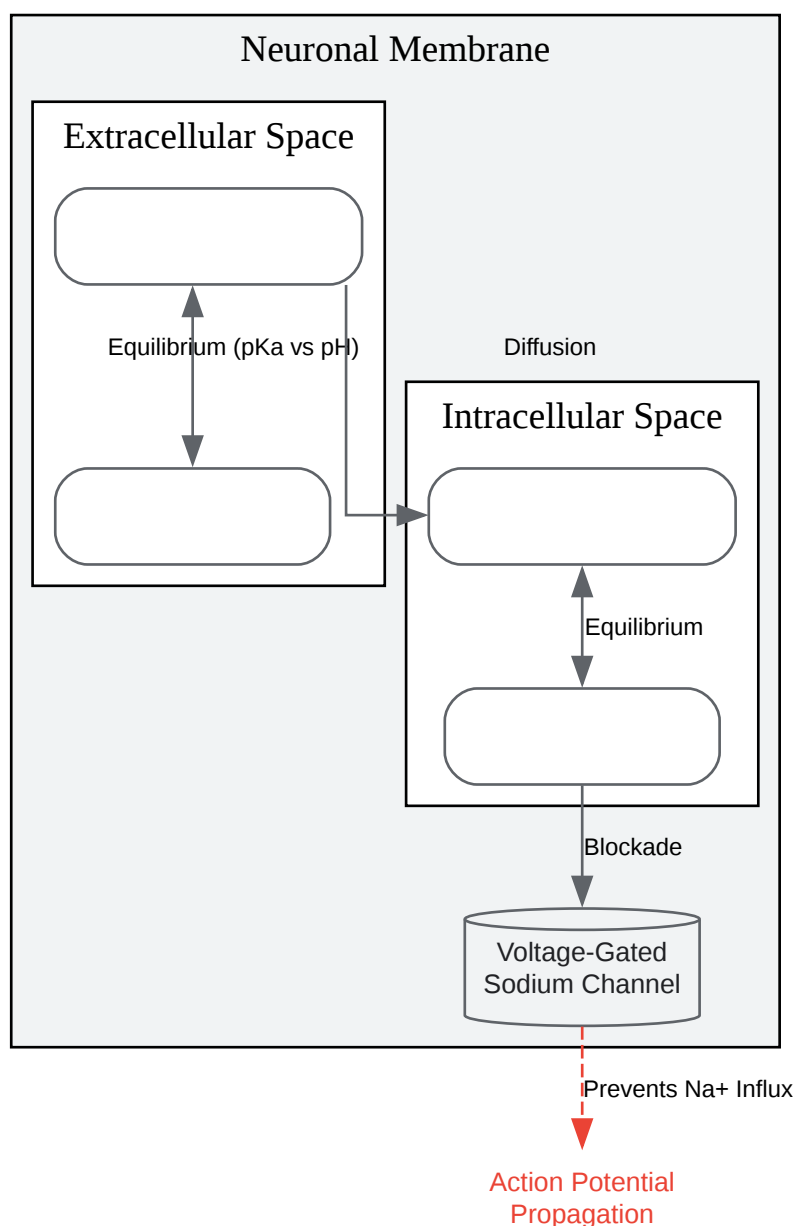 Neuronal Membrane
Extracellular Space
Equilibrium (pKa vs pH)
Diffusion
Intracellular Space
Equilibrium
Blockade
Voltage-Gated
Sodium Channel
Prevents Na+ Influx
Action Potential
Propagation